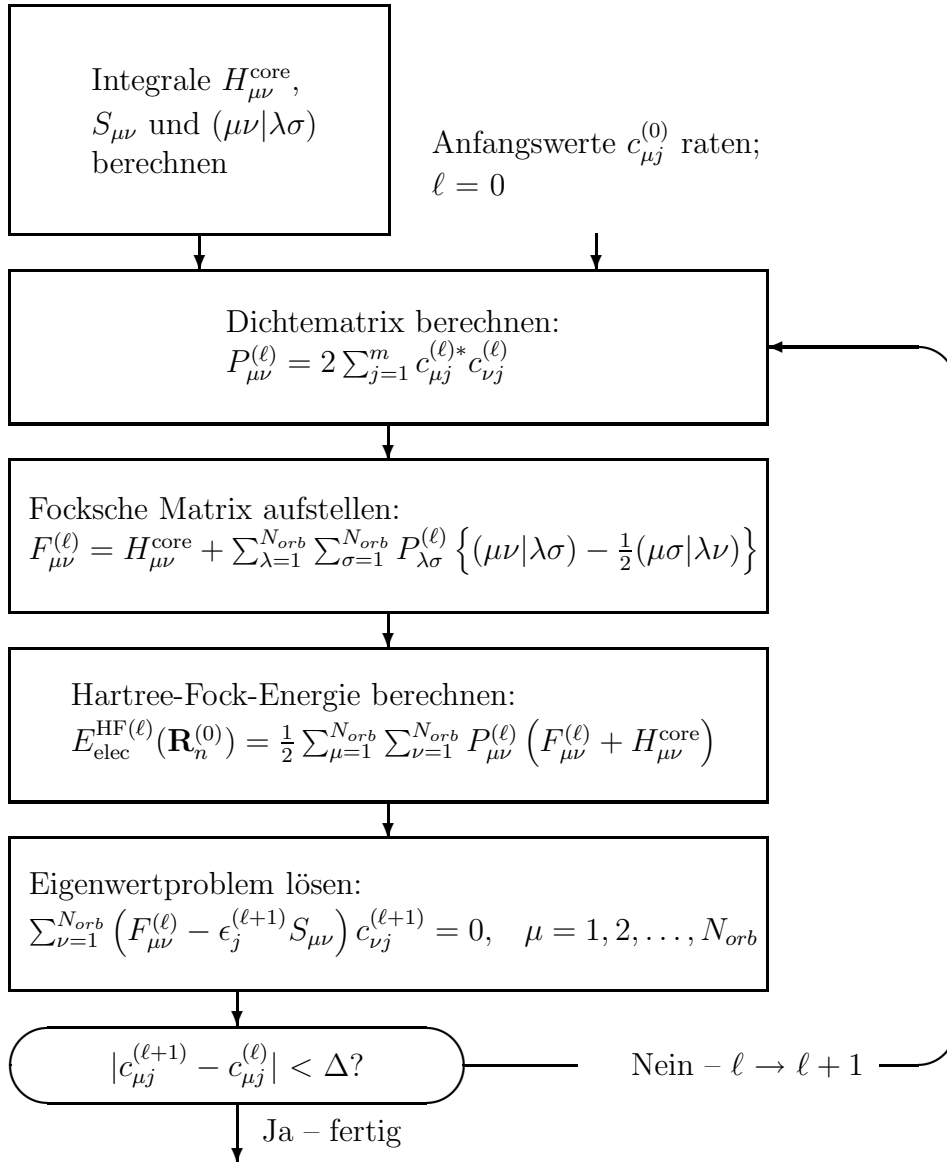 Integrale $H_{\mu\nu}^{\text{core}}$,
$S_{\mu\nu}$ und $(\mu\nu|\lambda\sigma)$
berechnen
Anfangswerte $c_{\mu j}^{(0)}$ raten;
$\ell = 0$
Dichtematrix berechnen:
$P_{\mu\nu}^{(\ell)} = 2 \sum_{j=1}^{m} c_{\mu j}^{(\ell)*} c_{\nu j}^{(\ell)}$
Focksche Matrix aufstellen:
$F_{\mu\nu}^{(\ell)} = H_{\mu\nu}^{\text{core}} + \sum_{\lambda=1}^{N_{orb}} \sum_{\sigma=1}^{N_{orb}} P_{\lambda\sigma}^{(\ell)} \left\{ (\mu\nu|\lambda\sigma) - \frac{1}{2} (\mu\sigma|\lambda\nu) \right\}$
Hartree-Fock-Energie berechnen:
$E_{\text{elec}}^{\text{HF}(\ell)}(\mathbf{R}_n^{(0)}) = \frac{1}{2} \sum_{\mu=1}^{N_{orb}} \sum_{\nu=1}^{N_{orb}} P_{\mu\nu}^{(\ell)} \left( F_{\mu\nu}^{(\ell)} + H_{\mu\nu}^{\text{core}} \right)$
Eigenwertproblem lösen:
$\sum_{\nu=1}^{N_{orb}} \left( F_{\mu\nu}^{(\ell)} - \epsilon_j^{(\ell+1)} S_{\mu\nu} \right) c_{\nu j}^{(\ell+1)} = 0, \quad \mu = 1, 2, \ldots, N_{orb}$
$|c_{\mu j}^{(\ell+1)} - c_{\mu j}^{(\ell)}| < \Delta?$
Nein – $\ell \to \ell + 1$
Ja – fertig